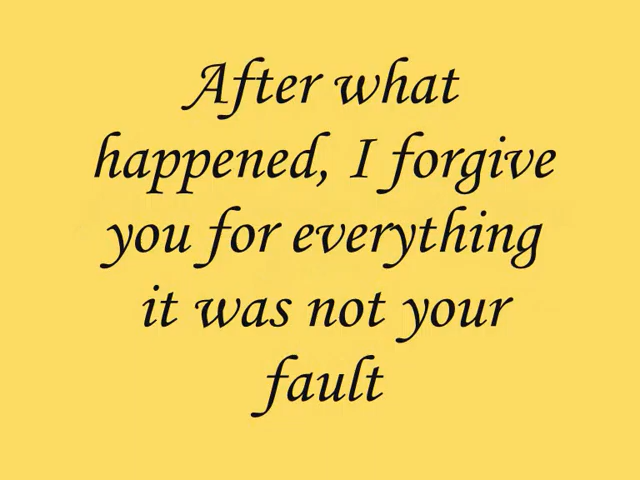 After what
happened, I forgive
you for everything
it was not your
fault